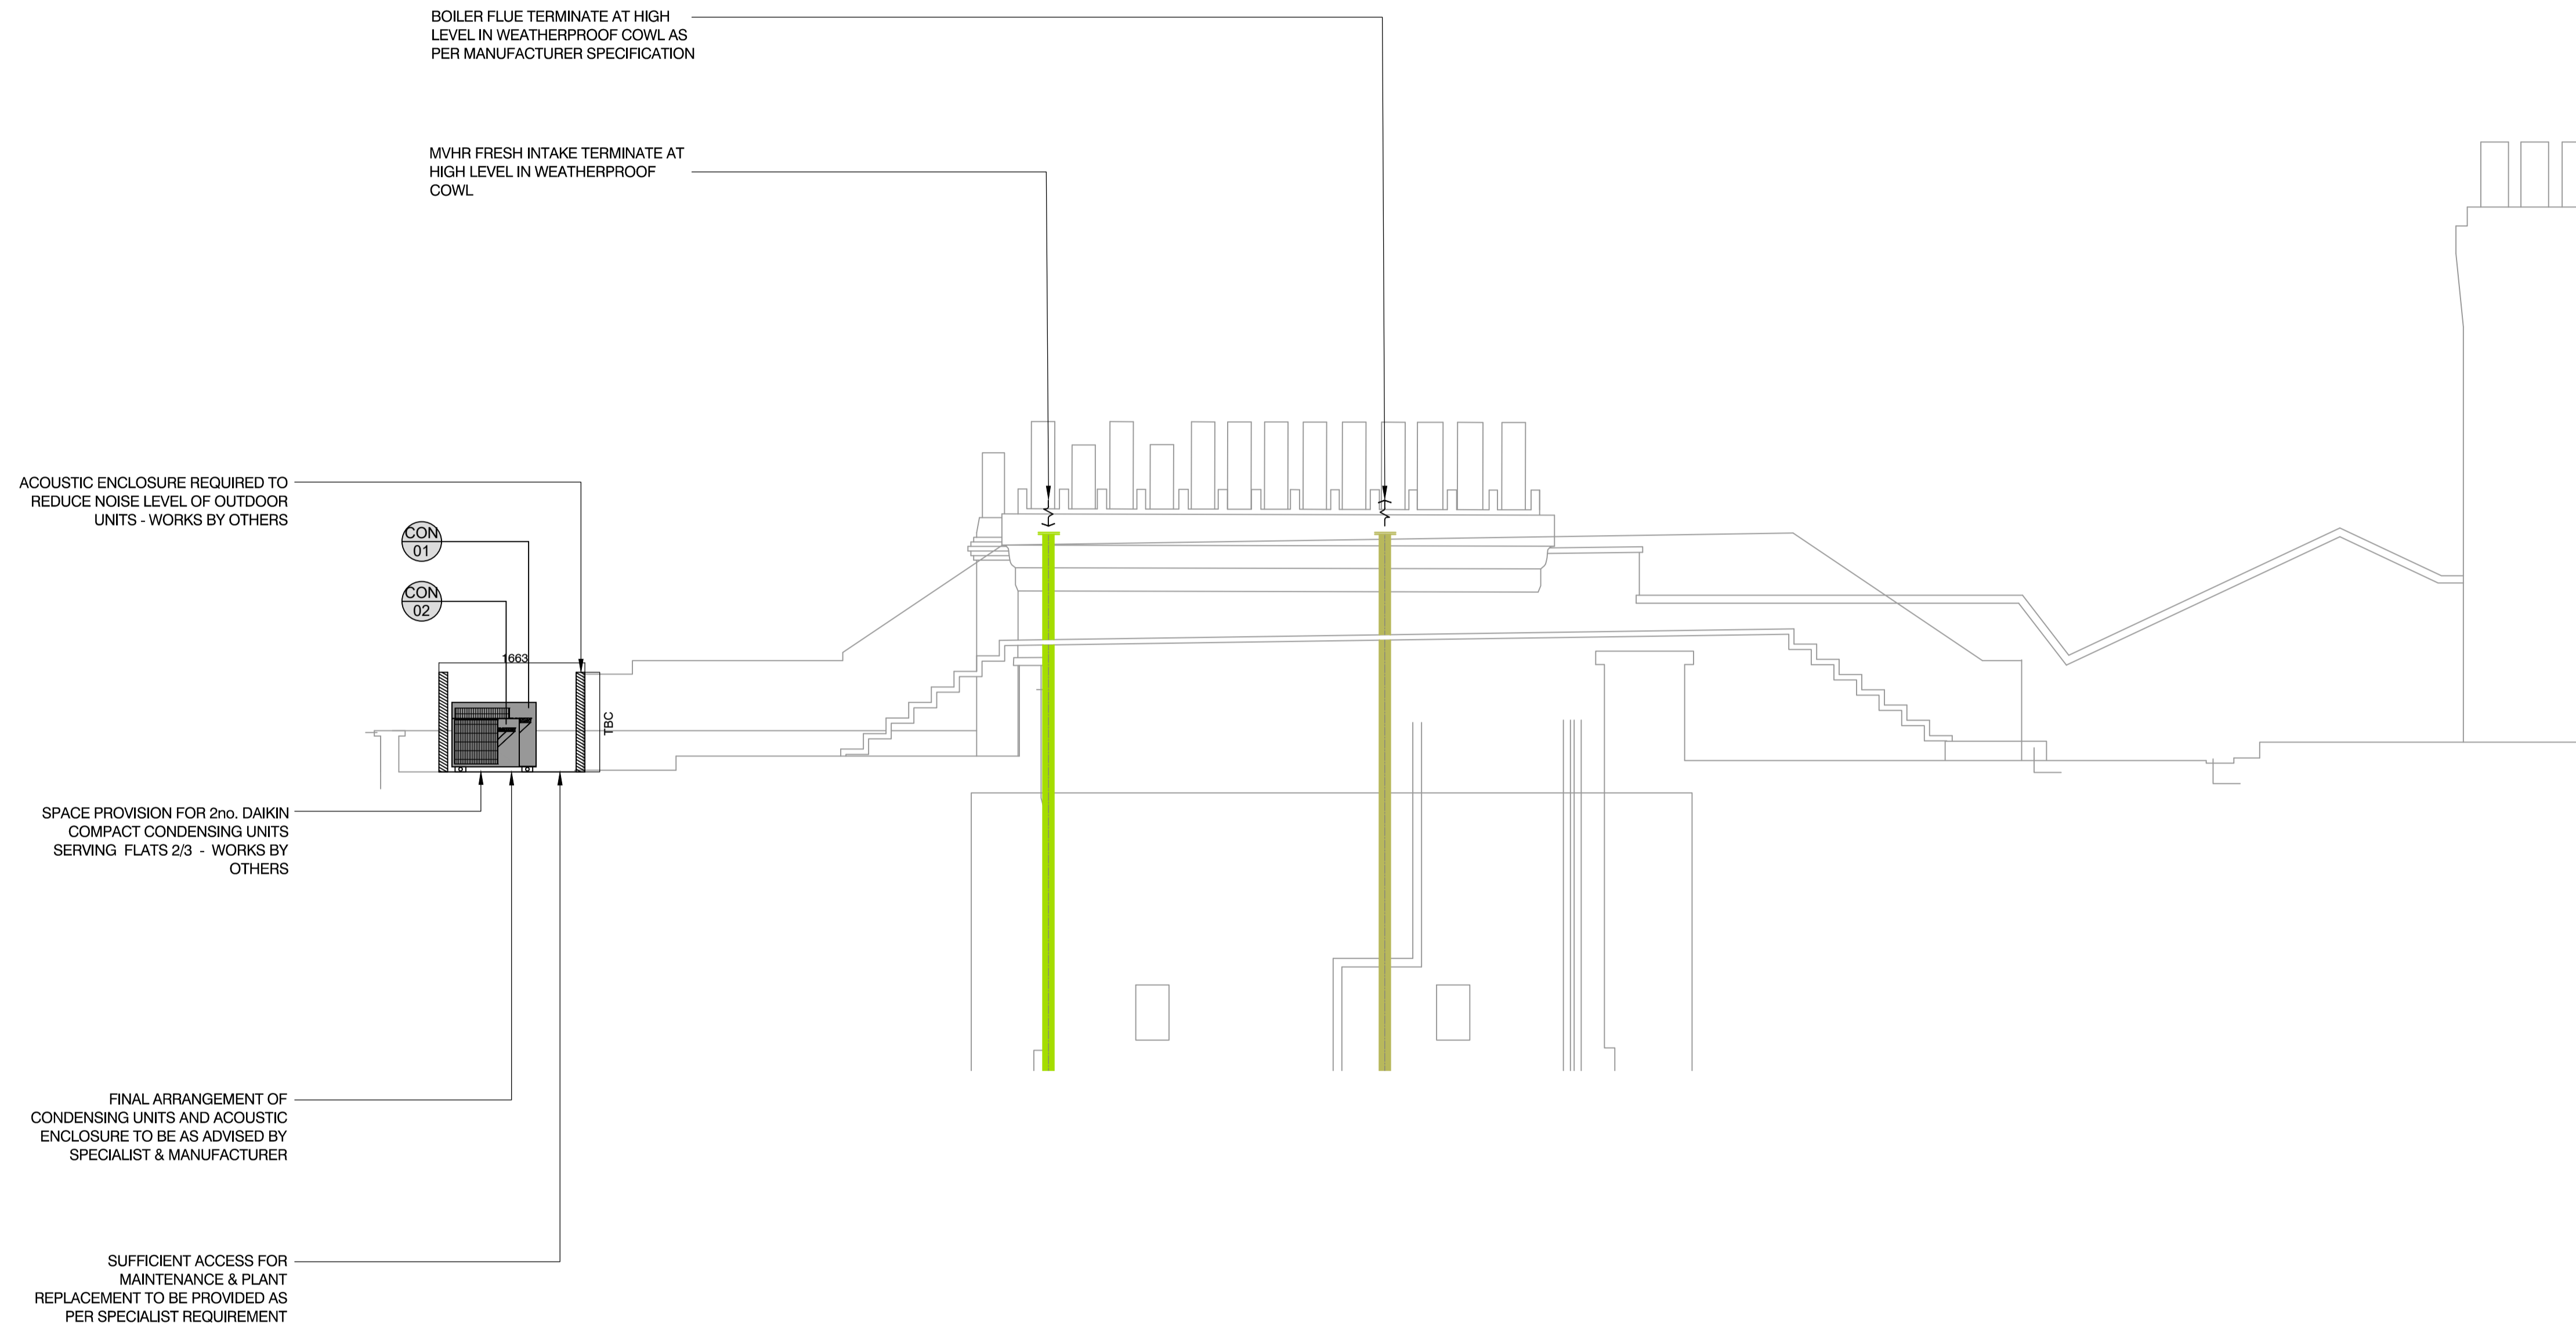 BOILER FLUE TERMINATE AT HIGH
LEVEL IN WEATHERPROOF COWL AS
PER MANUFACTURER SPECIFICATION
MVHR FRESH INTAKE TERMINATE AT
HIGH LEVEL IN WEATHERPROOF
COWL
ACOUSTIC ENCLOSURE REQUIRED TO
REDUCE NOISE LEVEL OF OUTDOOR
UNITS - WORKS BY OTHERS
CON
01
CON
02
1663
TBC
SPACE PROVISION FOR 2no. DAIKIN
COMPACT CONDENSING UNITS
SERVING FLATS 2/3 - WORKS BY
OTHERS
FINAL ARRANGEMENT OF
CONDENSING UNITS AND ACOUSTIC
ENCLOSURE TO BE AS ADVISED BY
SPECIALIST & MANUFACTURER
SUFFICIENT ACCESS FOR
MAINTENANCE & PLANT
REPLACEMENT TO BE PROVIDED AS
PER SPECIALIST REQUIREMENT